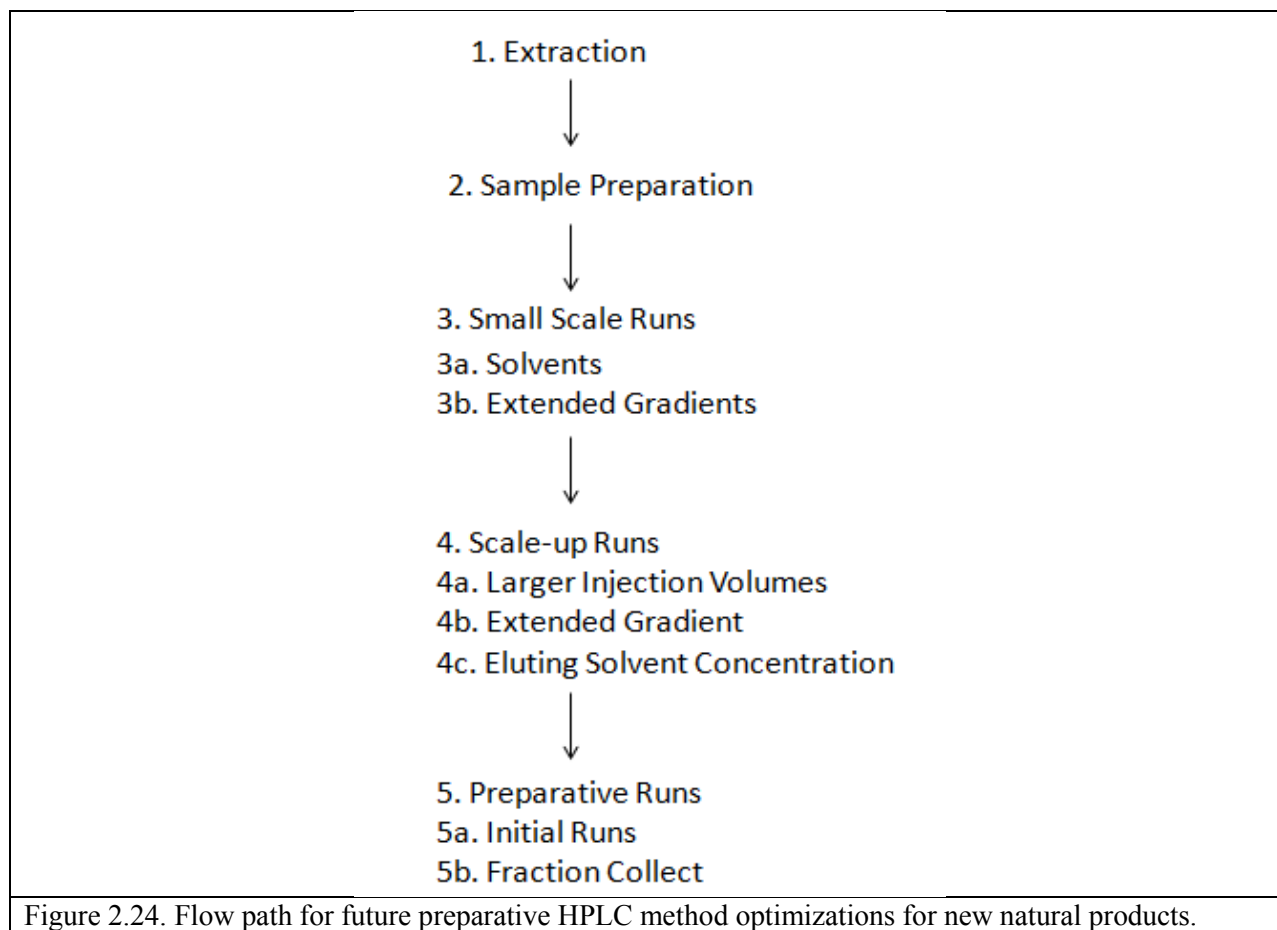 1. Extraction
2. Sample Preparation
3. Small Scale Runs
3a. Solvents
3b. Extended Gradients
4. Scale-up Runs
4a. Larger Injection Volumes
4b. Extended Gradient
4c. Eluting Solvent Concentration
5. Preparative Runs
5a. Initial Runs
5b. Fraction Collect
Figure 2.24. Flow path for future preparative HPLC method optimizations for new natural products.